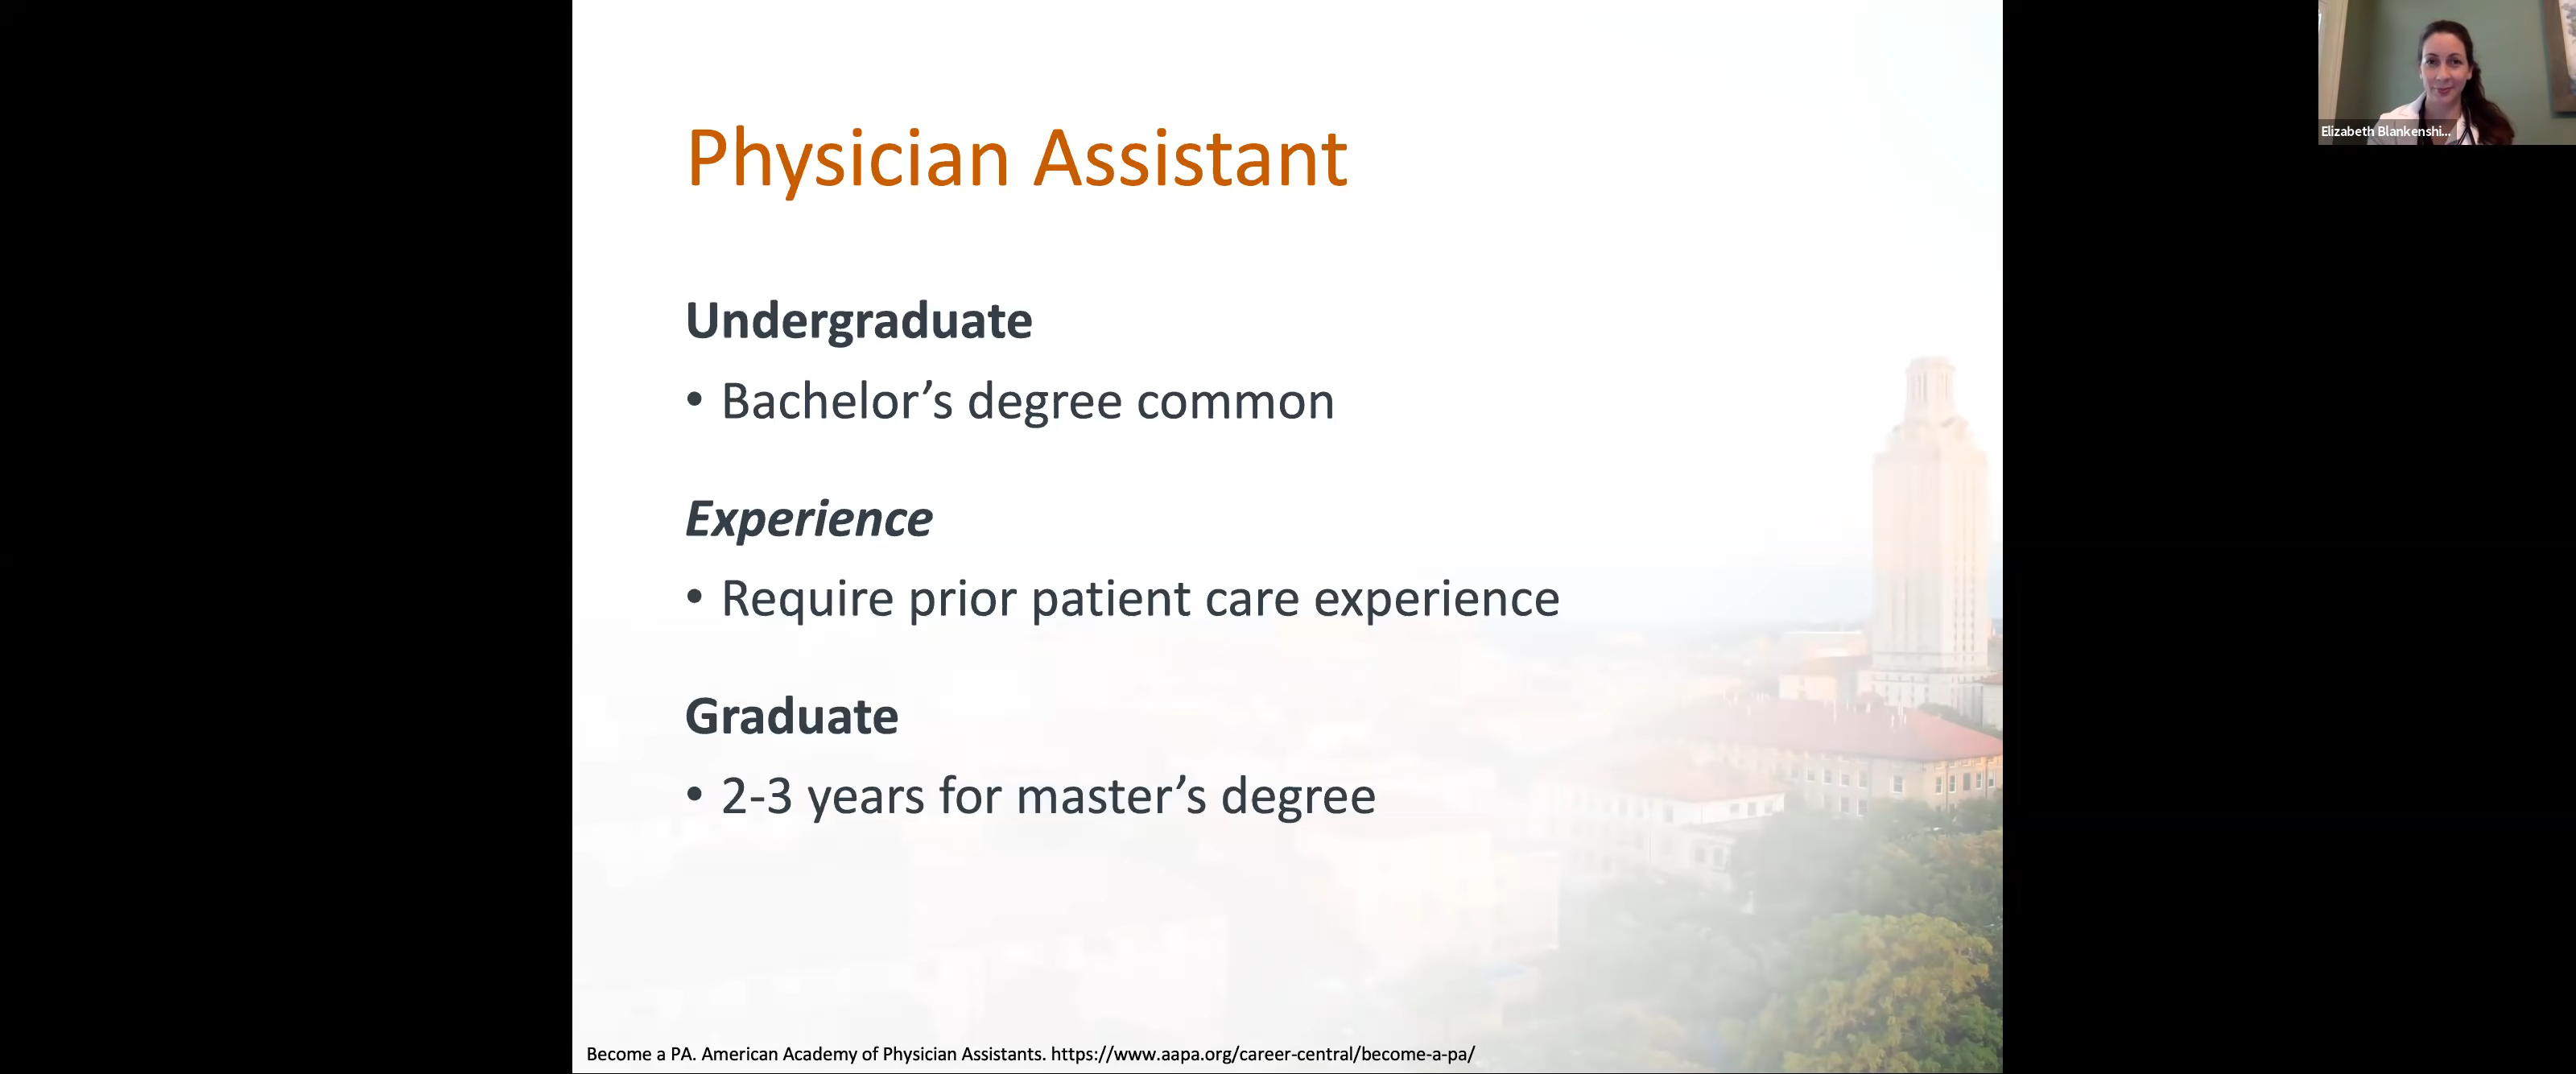 Physician Assistant
Undergraduate
• Bachelor’s degree common
Experience
• Require prior patient care experience
Graduate
• 2-3 years for master’s degree
Become a PA. American Academy of Physician Assistants. https://www.aapa.org/career-central/become-a-pa/
Elizabeth Blankenshi...